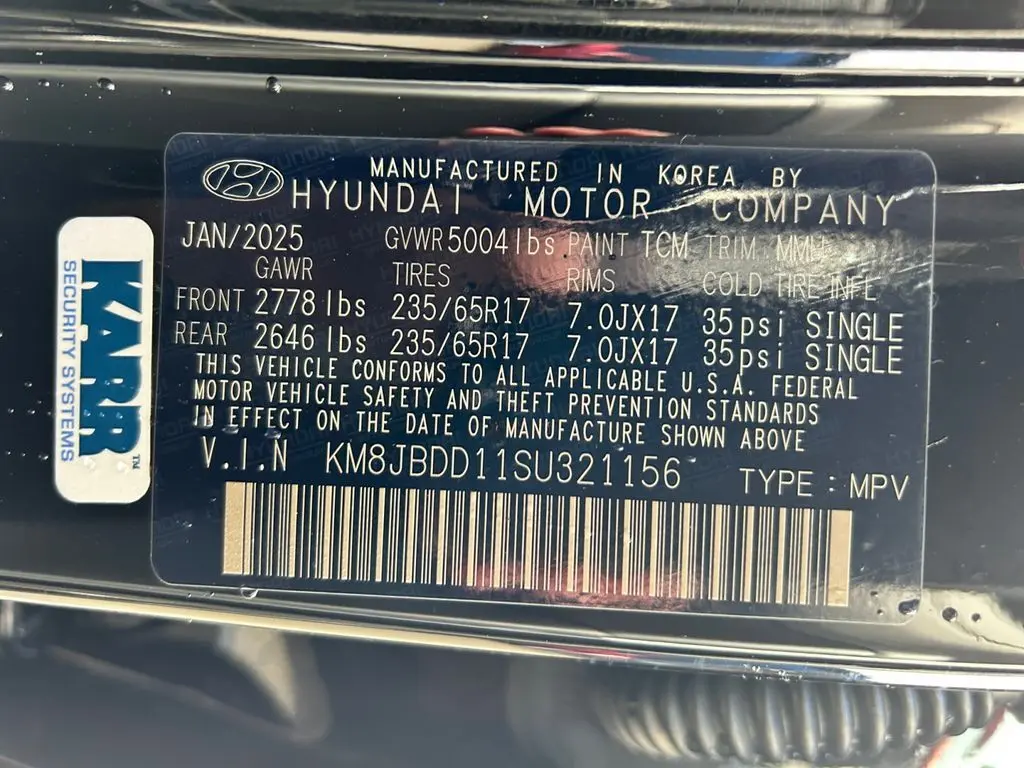 MANUFACTURED IN KOREA BY
HYUNDAI MOTOR COMPANY
JAN/2025 GVWR 5004 lbs PAINT TCM TRIM MMH
GAWR TIRES RIMS COLD TIRE INFL
FRONT 2778 lbs 235/65R17 7.0JX17 35psi SINGLE
REAR 2646 lbs 235/65R17 7.0JX17 35psi SINGLE
THIS VEHICLE CONFORMS TO ALL APPLICABLE U.S.A. FEDERAL
MOTOR VEHICLE SAFETY AND THEFT PREVENTION STANDARDS
IN EFFECT ON THE DATE OF MANUFACTURE SHOWN ABOVE
V.I.N KM8JBDD11SU321156 TYPE : MPV
KARR™
SECURITY SYSTEMS